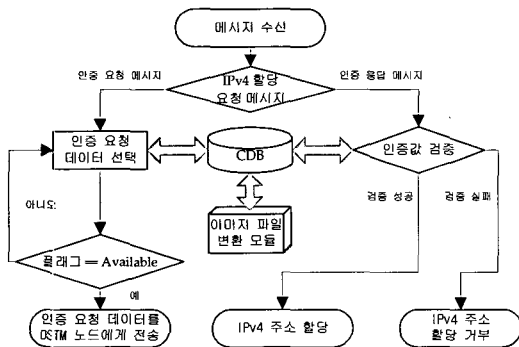 메시지 수신
인증 요청 메시지
IPv4 할당
요청 메시지
인증 응답 메시지
인증 요청
데이터 선택
CDB
인증값 검증
아니오
이미지 파일
변환 모듈
검증 성공
검증 실패
플래그 = Available
예
인증 요청 데이터를
DSTM 노드에게 전송
IPv4 주소 할당
IPv4 주소
할당 거부